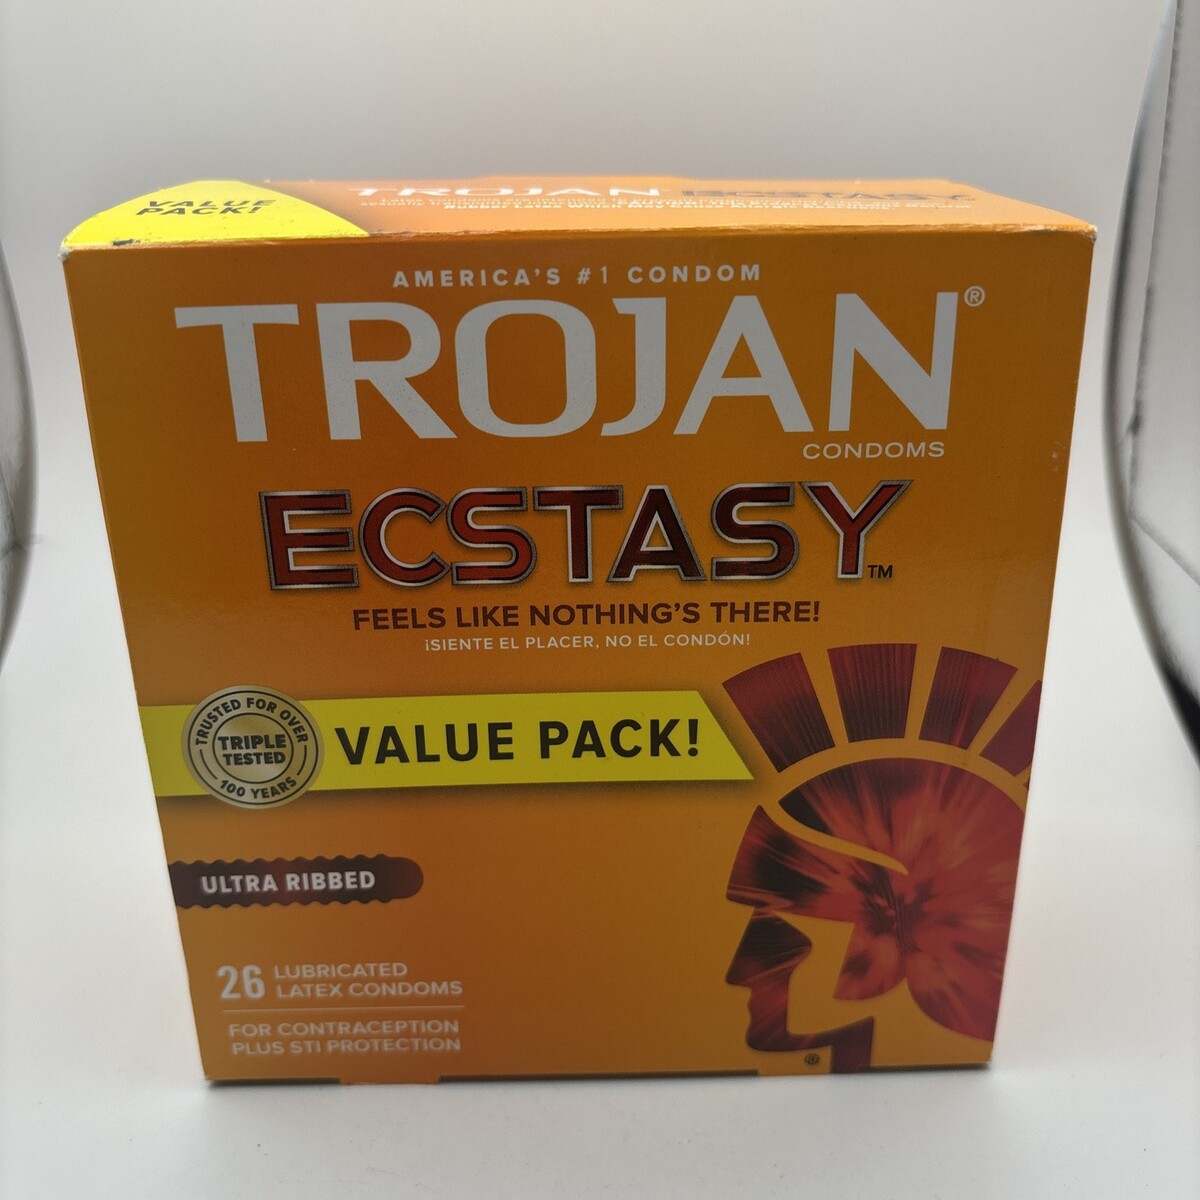 VALUE
PACK!
TROJAN ECSTASY
AMERICA'S #1 CONDOM
TROJAN®
CONDOMS
ECSTASY™
FEELS LIKE NOTHING'S THERE!
¡SIENTE EL PLACER, NO EL CONDÓN!
TRUSTED FOR OVER
TRIPLE
TESTED
100 YEARS
VALUE PACK!
ULTRA RIBBED
26 LUBRICATED
LATEX CONDOMS
FOR CONTRACEPTION
PLUS STI PROTECTION
®